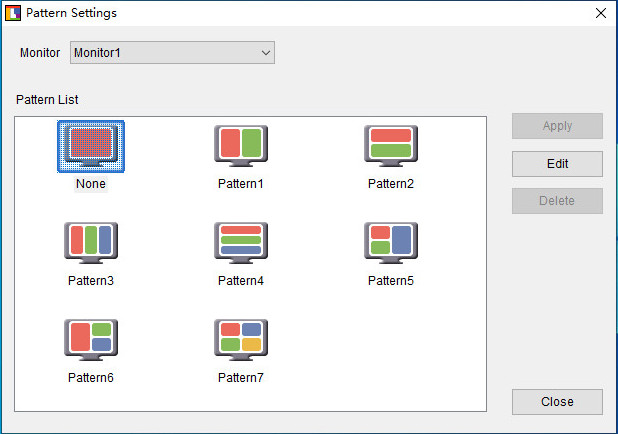 Pattern Settings
Monitor Monitor1
Pattern List
Apply
Edit
Delete
None Pattern1 Pattern2
Pattern3 Pattern4 Pattern5
Pattern6 Pattern7
Close